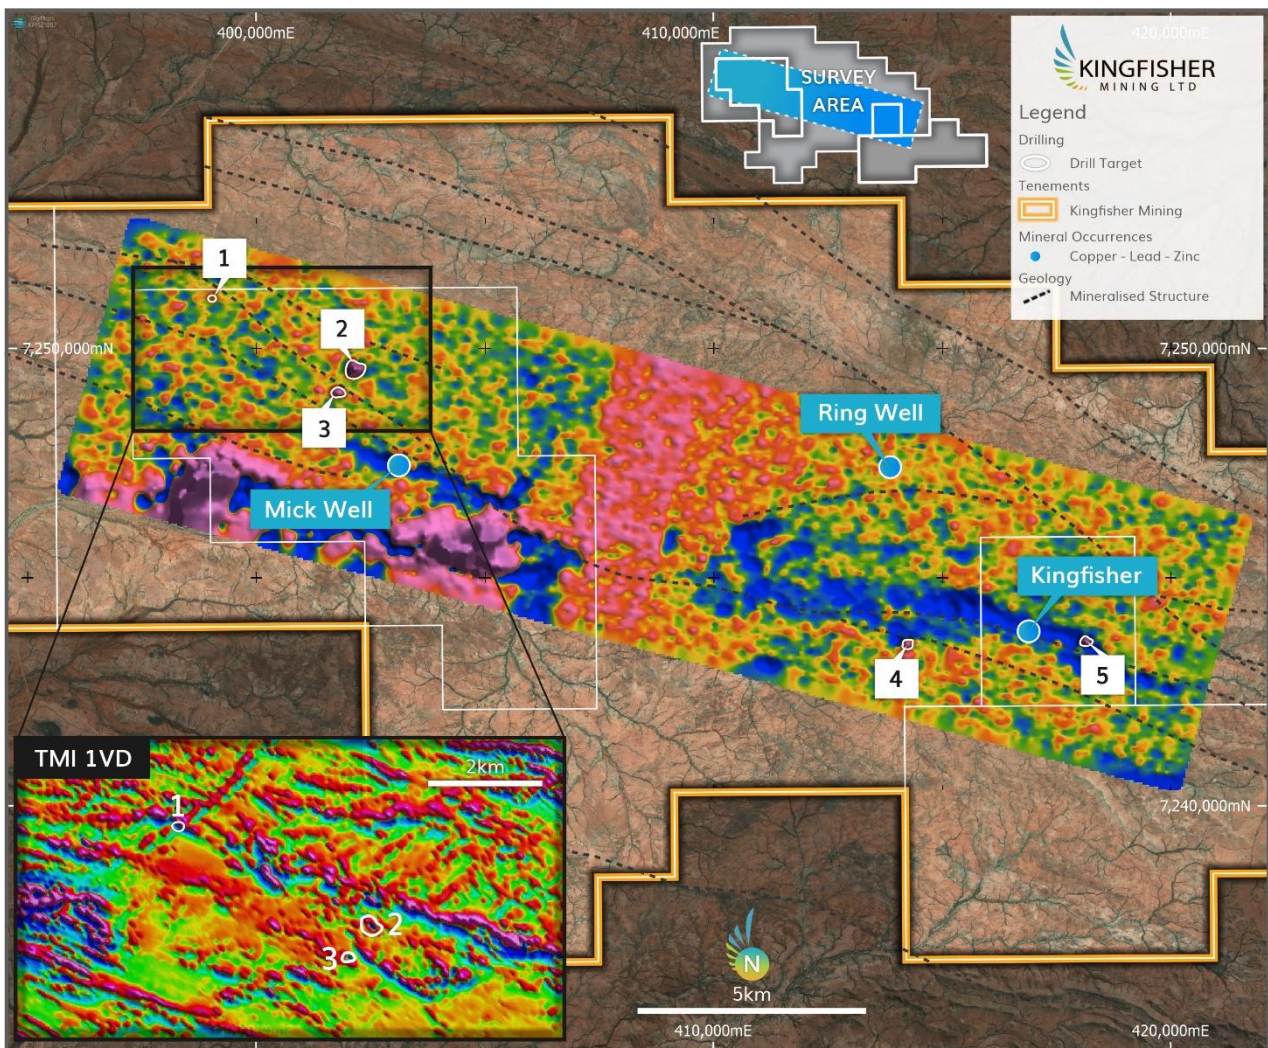 400,000mE
410,000mE
420,000mE
SURVEY
AREA
KINGFISHER
MINING LTD
Legend
Drilling
Drill Target
Tenements
Kingfisher Mining
Mineral Occurrences
Copper - Lead - Zinc
Geology
Mineralised Structure
1
2
3
7,250,000mN
7,250,000mN
Ring Well
Mick Well
Kingfisher
4
5
TMI 1VD
2km
1
2
3
7,240,000mN
N
5km
410,000mE
420,000mE